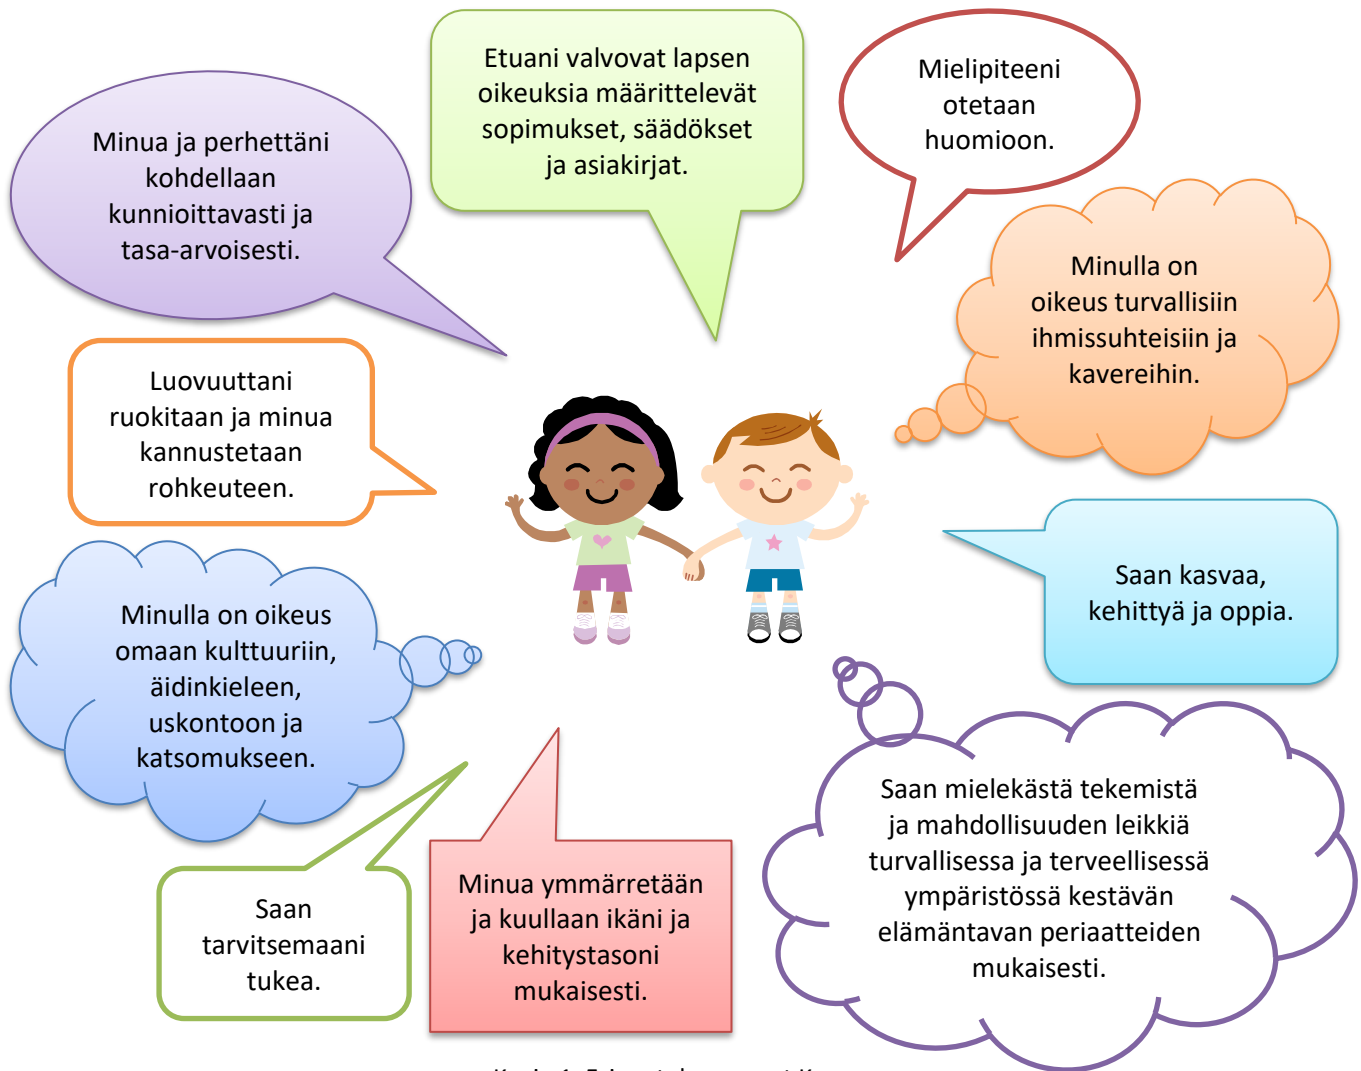 Etuani valvovat lapsen
oikeuksia määrittelevät
sopimukset, säädökset
ja asiakirjat.
Mielipiteeni
otetaan
huomioon.
Minua ja perhettäni
kohdellaan
kunnioittavasti ja
tasa-arvoisesti.
Minulla on
oikeus turvallisiin
ihmissuhteisiin ja
kavereihin.
Luovuuttani
ruokitaan ja minua
kannustetaan
rohkeuteen.
Saan kasvaa,
kehittyä ja oppia.
Minulla on oikeus
omaan kulttuuriin,
äidinkieleen,
uskontoon ja
katsomukseen.
Saan mielekästä tekemistä
ja mahdollisuuden leikkiä
turvallisessa ja terveellisessä
ympäristössä kestävän
elämäntavan periaatteiden
mukaisesti.
Minua ymmärretään
ja kuullaan ikäni ja
kehitystasoni
mukaisesti.
Saan
tarvitsemaani
tukea.